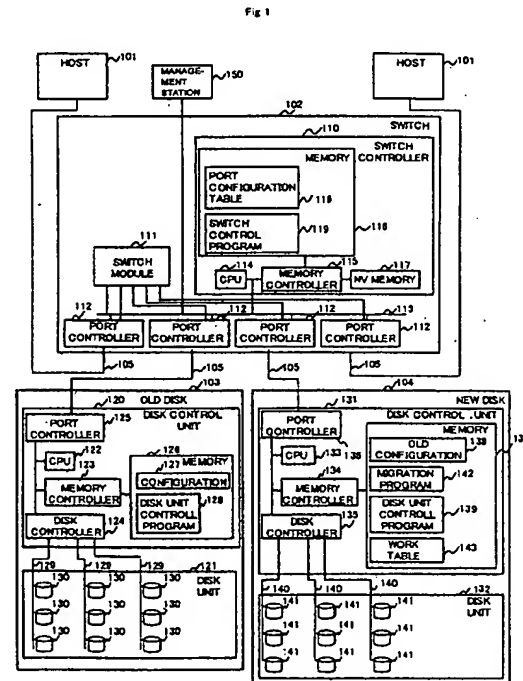 Fig 1
HOST
101
MANAGE-
MENT
STATION
150
HOST
101
102
SWITCH
110
SWITCH
CONTROLLER
MEMORY
PORT
CONFIGURATION
TABLE
118
SWITCH
CONTROL
PROGRAM
119
116
111
SWITCH
MODULE
114
CPU
115
MEMORY
CONTROLLER
117
NV MEMORY
113
112
PORT
CONTROLLER
112
PORT
CONTROLLER
112
PORT
CONTROLLER
112
PORT
CONTROLLER
105
105
105
105
103
OLD DISK
120
DISK CONTROL
UNIT
125
PORT
CONTROLLER
122
CPU
123
MEMORY
CONTROLLER
126
MEMORY
127
CONFIGURATION
DISK UNIT
CONTROLL
PROGRAM
128
DISK
CONTROLLER
124
129
129
129
121
DISK
UNIT
130
130
130
130
130
130
130
130
130
104
NEW DISK
131
DISK CONTROL UNIT
PORT
CONTROLLER
136
CPU
133
134
MEMORY
CONTROLLER
MEMORY
OLD
CONFIGURATION
138
MIGRATION
PROGRAM
142
DISK UNIT
CONTROLL
PROGRAM
139
WORK
TABLE
143
DISK
CONTROLLER
135
140
140
140
132
DISK
UNIT
141
141
141
141
141
141
141
141
141